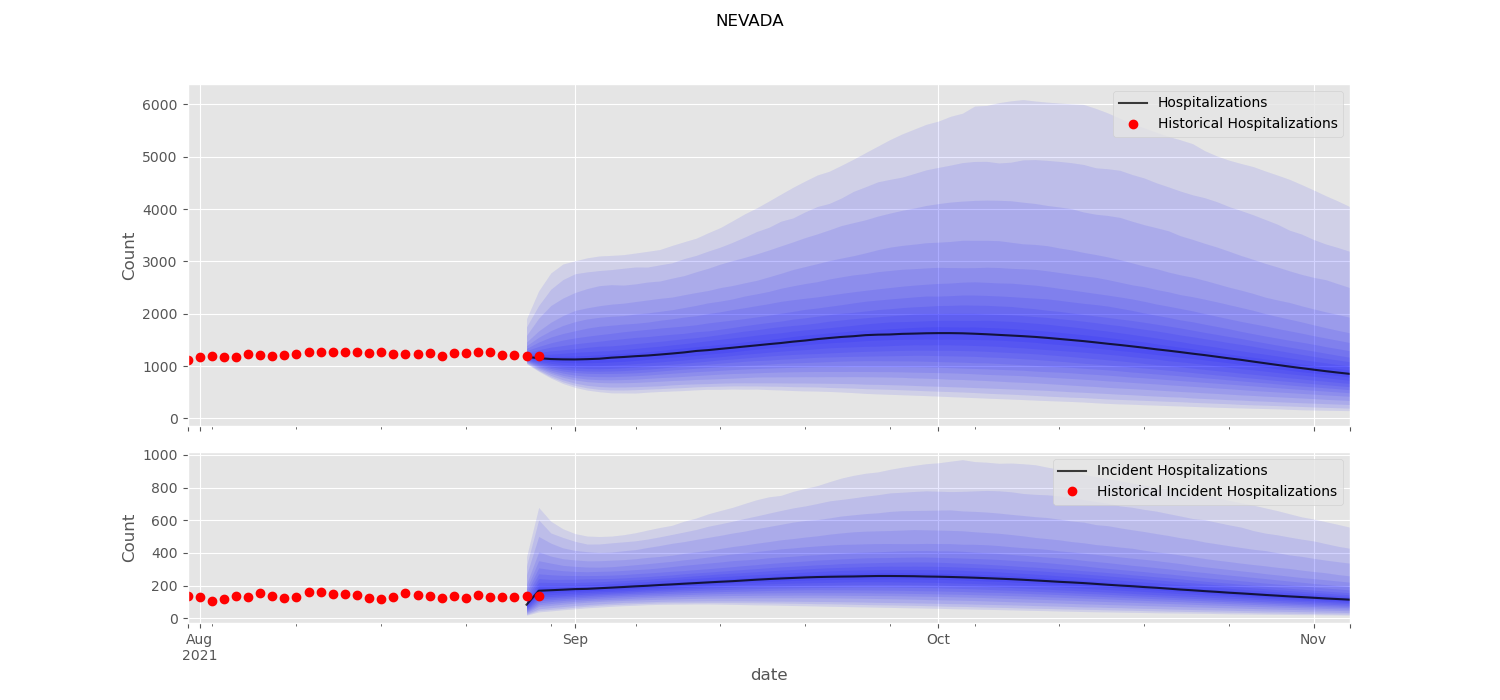 NEVADA
6000
5000
4000
3000
2000
1000
0
Count
Hospitalizations
Historical Hospitalizations
1000
800
600
400
200
0
Count
Incident Hospitalizations
Historical Incident Hospitalizations
Aug
2021
Sep
Oct
Nov
date